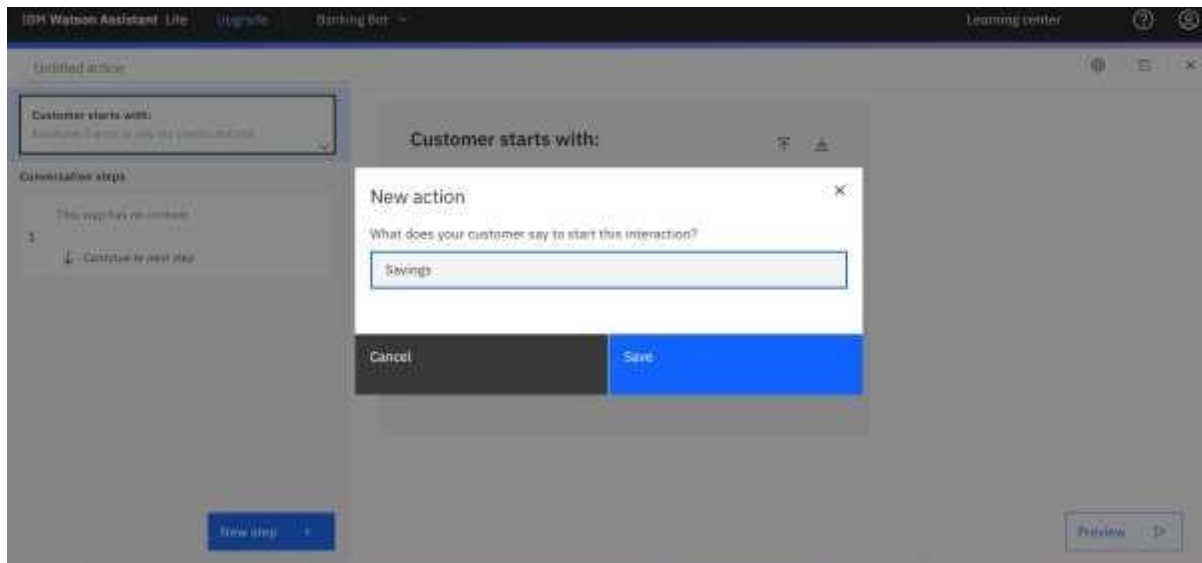 IBM Watson Assistant Lite Upgrade Banking Bot Learning center
Untitled action
Customer starts with:
Customer starts with:
Conversation steps
This step has no content
1
Continue to next step
New action
What does your customer say to start this interaction?
Savings
Cancel Save
New step +
Preview